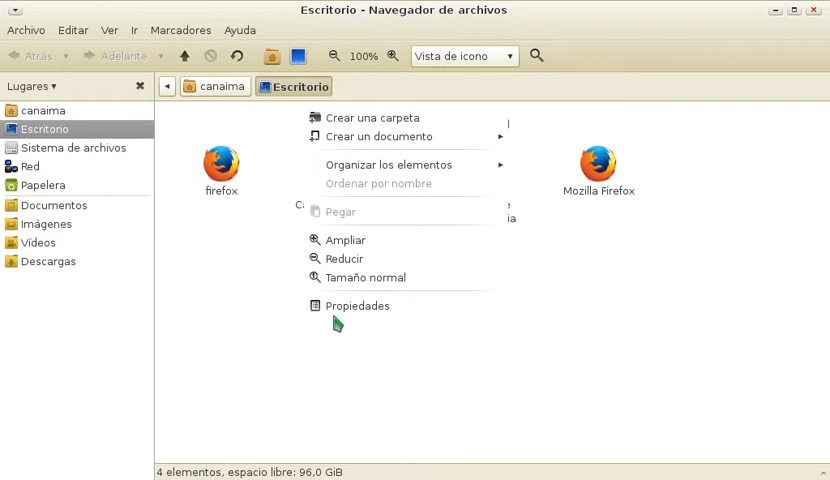 Escritorio - Navegador de archivos
Archivo Editar Ver Ir Marcadores Ayuda
Atrás Adelante 100% Vista de icono
Lugares canaima Escritorio
canaima
Escritorio
Sistema de archivos
Red
Papelera
Documentos
Imágenes
Vídeos
Descargas
firefox
Crear una carpeta
Crear un documento
Organizar los elementos
Ordenar por nombre
Pegar
Ampliar
Reducir
Tamaño normal
Propiedades
Mozilla Firefox
4 elementos, espacio libre: 96,0 GiB